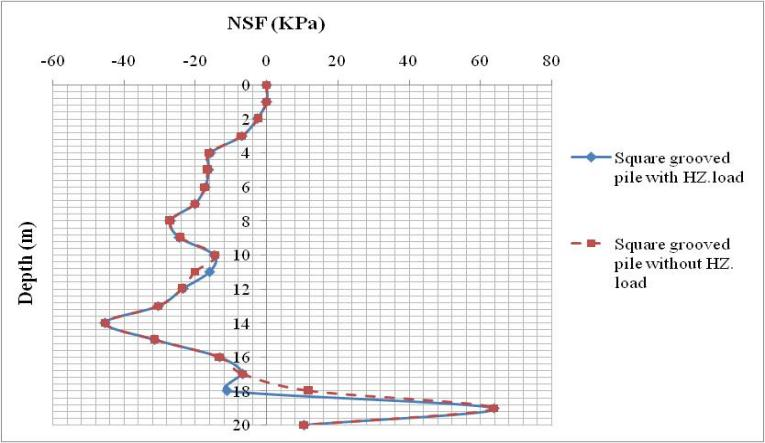 NSF (KPa)
-60 -40 -20 0 20 40 60 80
0
2
4
6
8
10
12
14
16
18
20
Depth (m)
Square grooved
pile with HZ.load
Square grooved
pile without HZ.
load